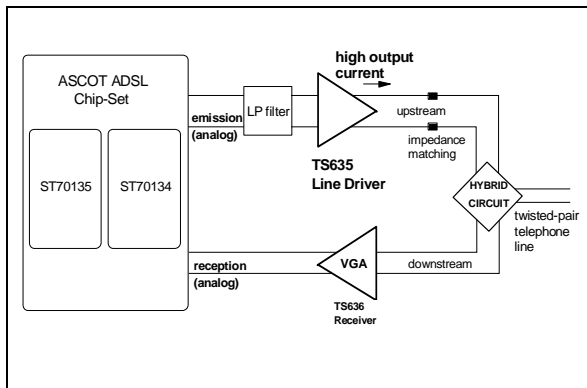 ASCOT ADSL
Chip-Set
ST70135
ST70134
emission
(analog)
LP filter
high output
current
TS635
Line Driver
upstream
impedance
matching
HYBRID
CIRCUIT
twisted-pair
telephone
line
reception
(analog)
VGA
downstream
TS636
Receiver